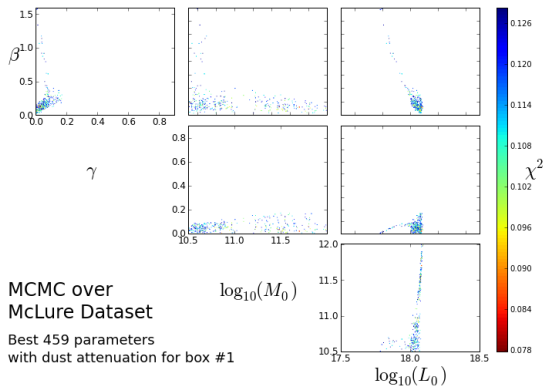 1.5
1.0
0.5
0.0
β
0.0 0.2 0.4 0.6 0.8
γ
0.8
0.6
0.4
0.2
0.0
10.5 11.0 11.5
log10(M0)
12.0
11.5
11.0
10.5
17.5 18.0 18.5
log10(L0)
0.128
0.120
0.114
0.108
0.102
0.096
0.090
0.084
0.078
χ2
MCMC over
McLure Dataset
Best 459 parameters
with dust attenuation for box #1